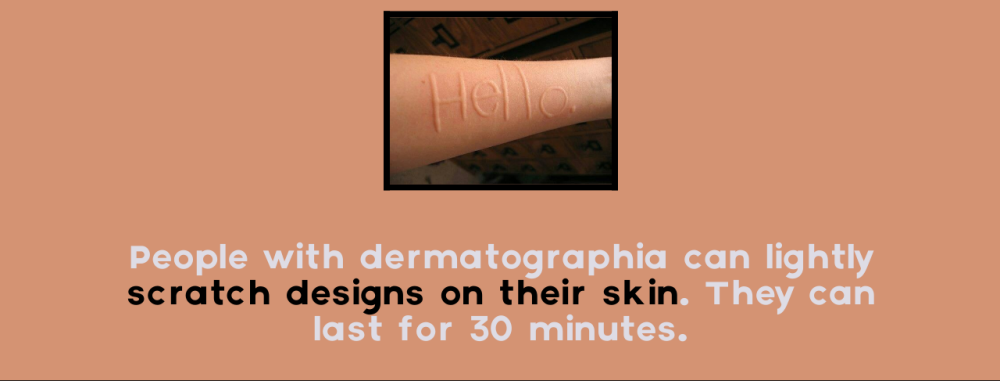 Hello.
People with dermatographia can lightly
scratch designs on their skin. They can
last for 30 minutes.